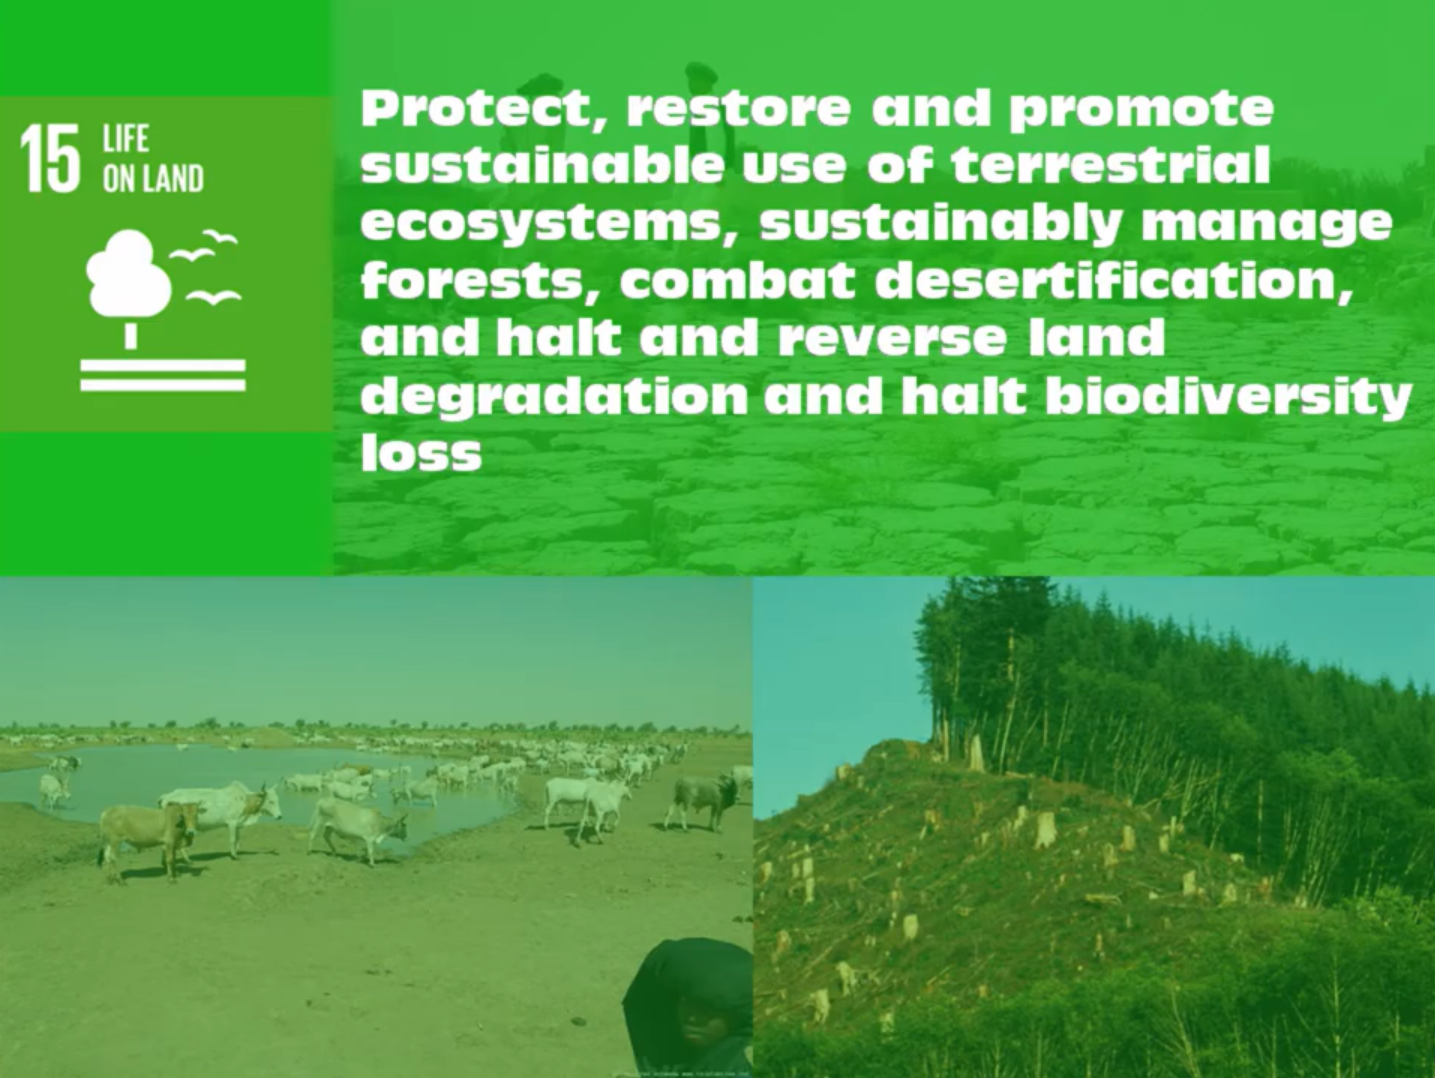 15 LIFE
ON LAND
Protect, restore and promote
sustainable use of terrestrial
ecosystems, sustainably manage
forests, combat desertification,
and halt and reverse land
degradation and halt biodiversity
loss